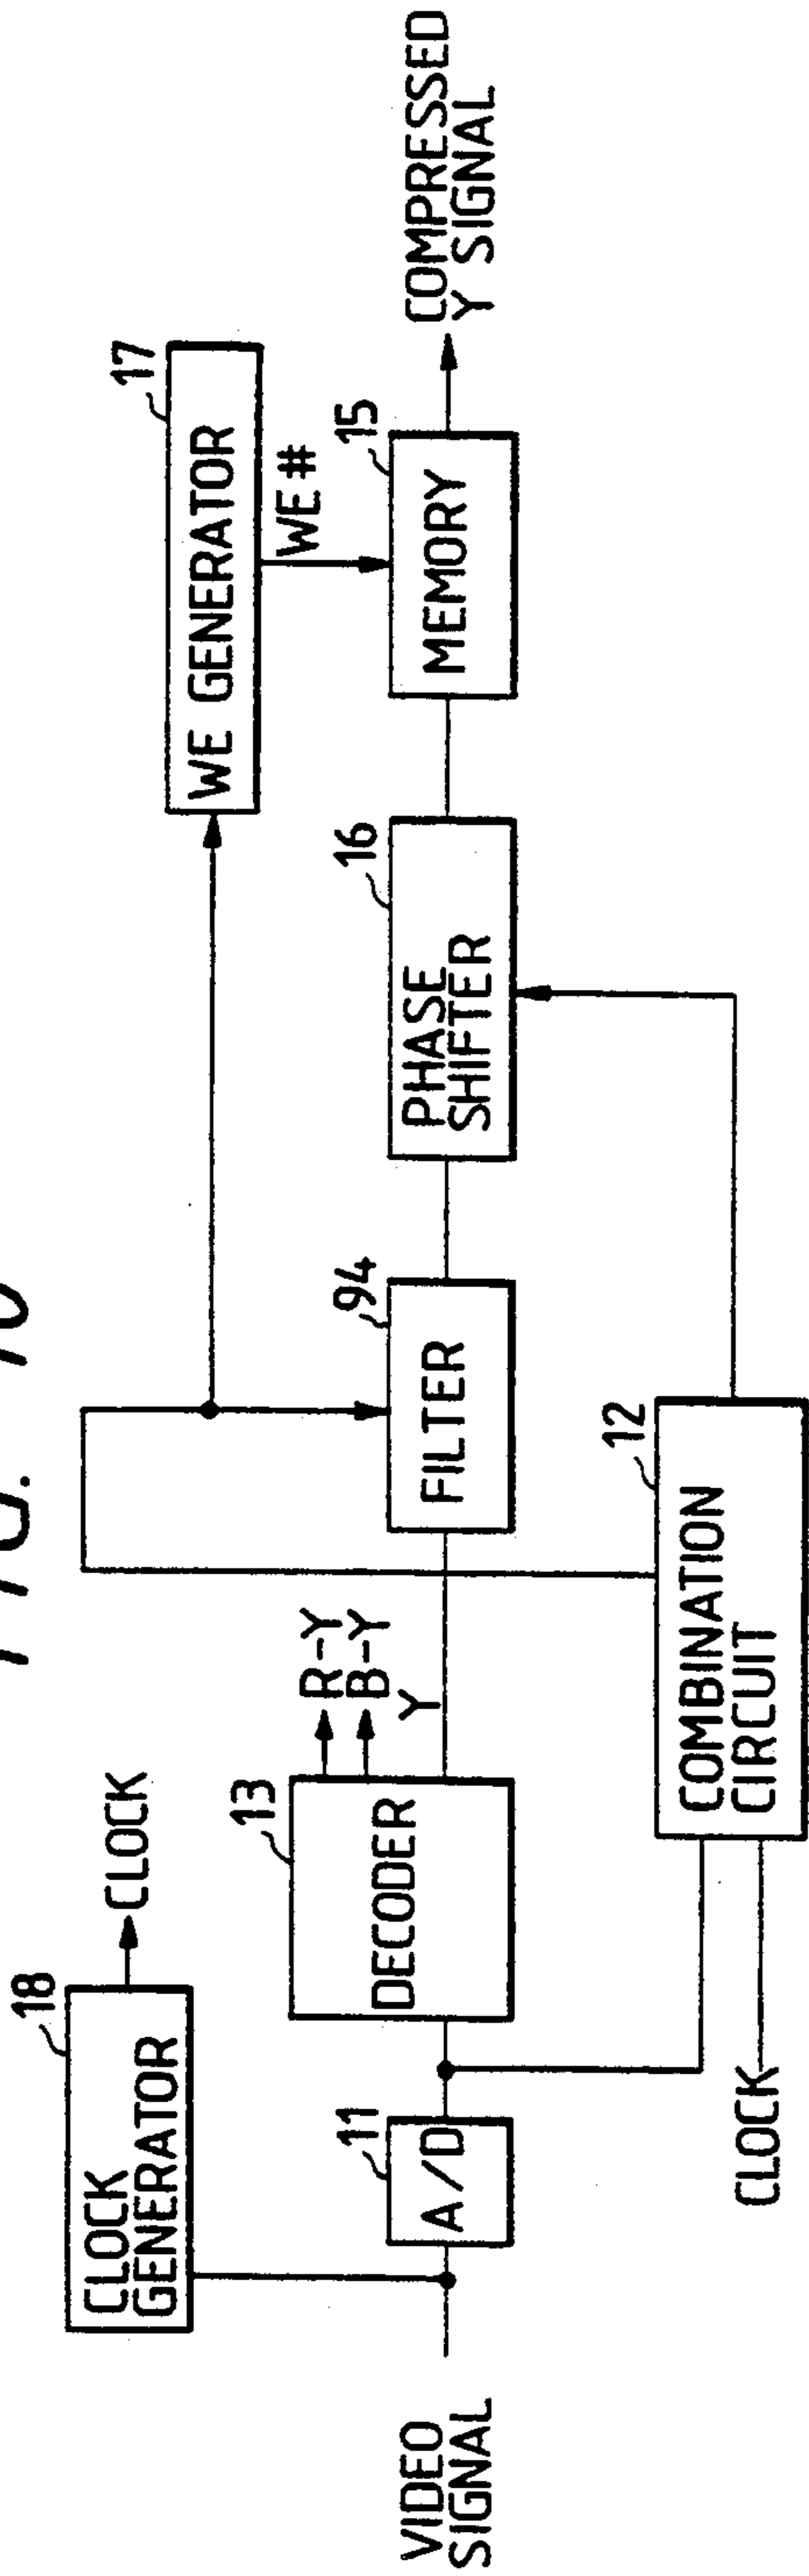 FIG. 10
18
CLOCK
GENERATOR
CLOCK
VIDEO
SIGNAL
11
A/D
13
DECODER
R-Y
B-Y
Y
94
FILTER
16
PHASE
SHIFTER
17
WE GENERATOR
WE #
15
MEMORY
COMPRESSED
Y SIGNAL
CLOCK
12
COMBINATION
CIRCUIT